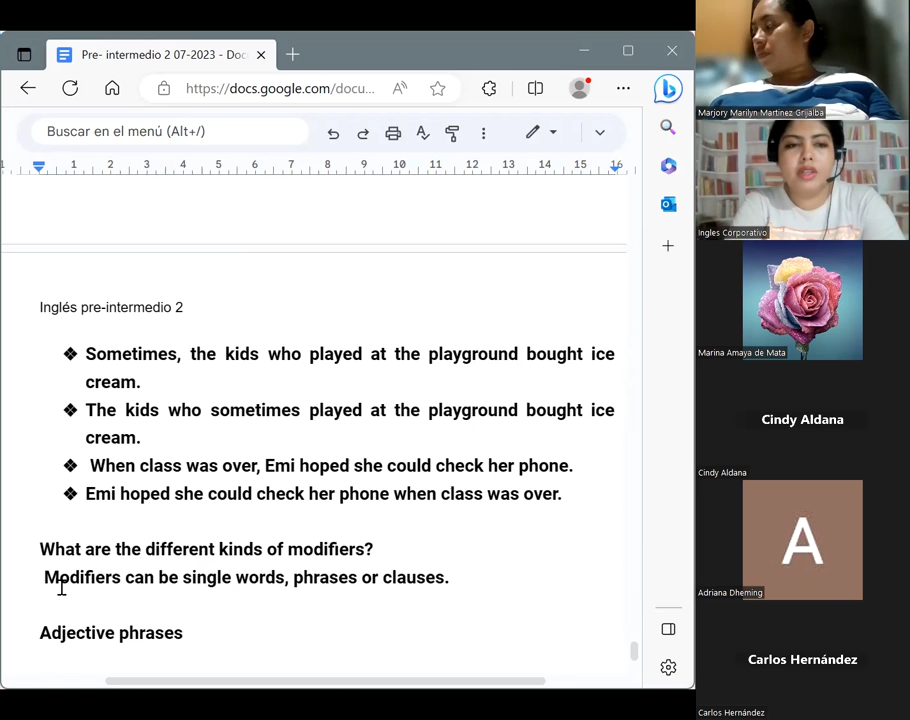 Pre- intermedio 2 07-2023 - Doc
https://docs.google.com/docu...
Buscar en el menú (Alt+/)
1 1 2 3 4 5 6 7 8 9 10 11 12 13 14 15 16
Inglés pre-intermedio 2
❖ Sometimes, the kids who played at the playground bought ice
cream.
❖ The kids who sometimes played at the playground bought ice
cream.
❖ When class was over, Emi hoped she could check her phone.
❖ Emi hoped she could check her phone when class was over.
What are the different kinds of modifiers?
Modifiers can be single words, phrases or clauses.
Adjective phrases
Marjory Marilyn Martinez Grijalba
Ingles Corporativo
Marina Amaya de Mata
Cindy Aldana
Cindy Aldana
A
Adriana Dheming
Carlos Hernández
Carlos Hernández